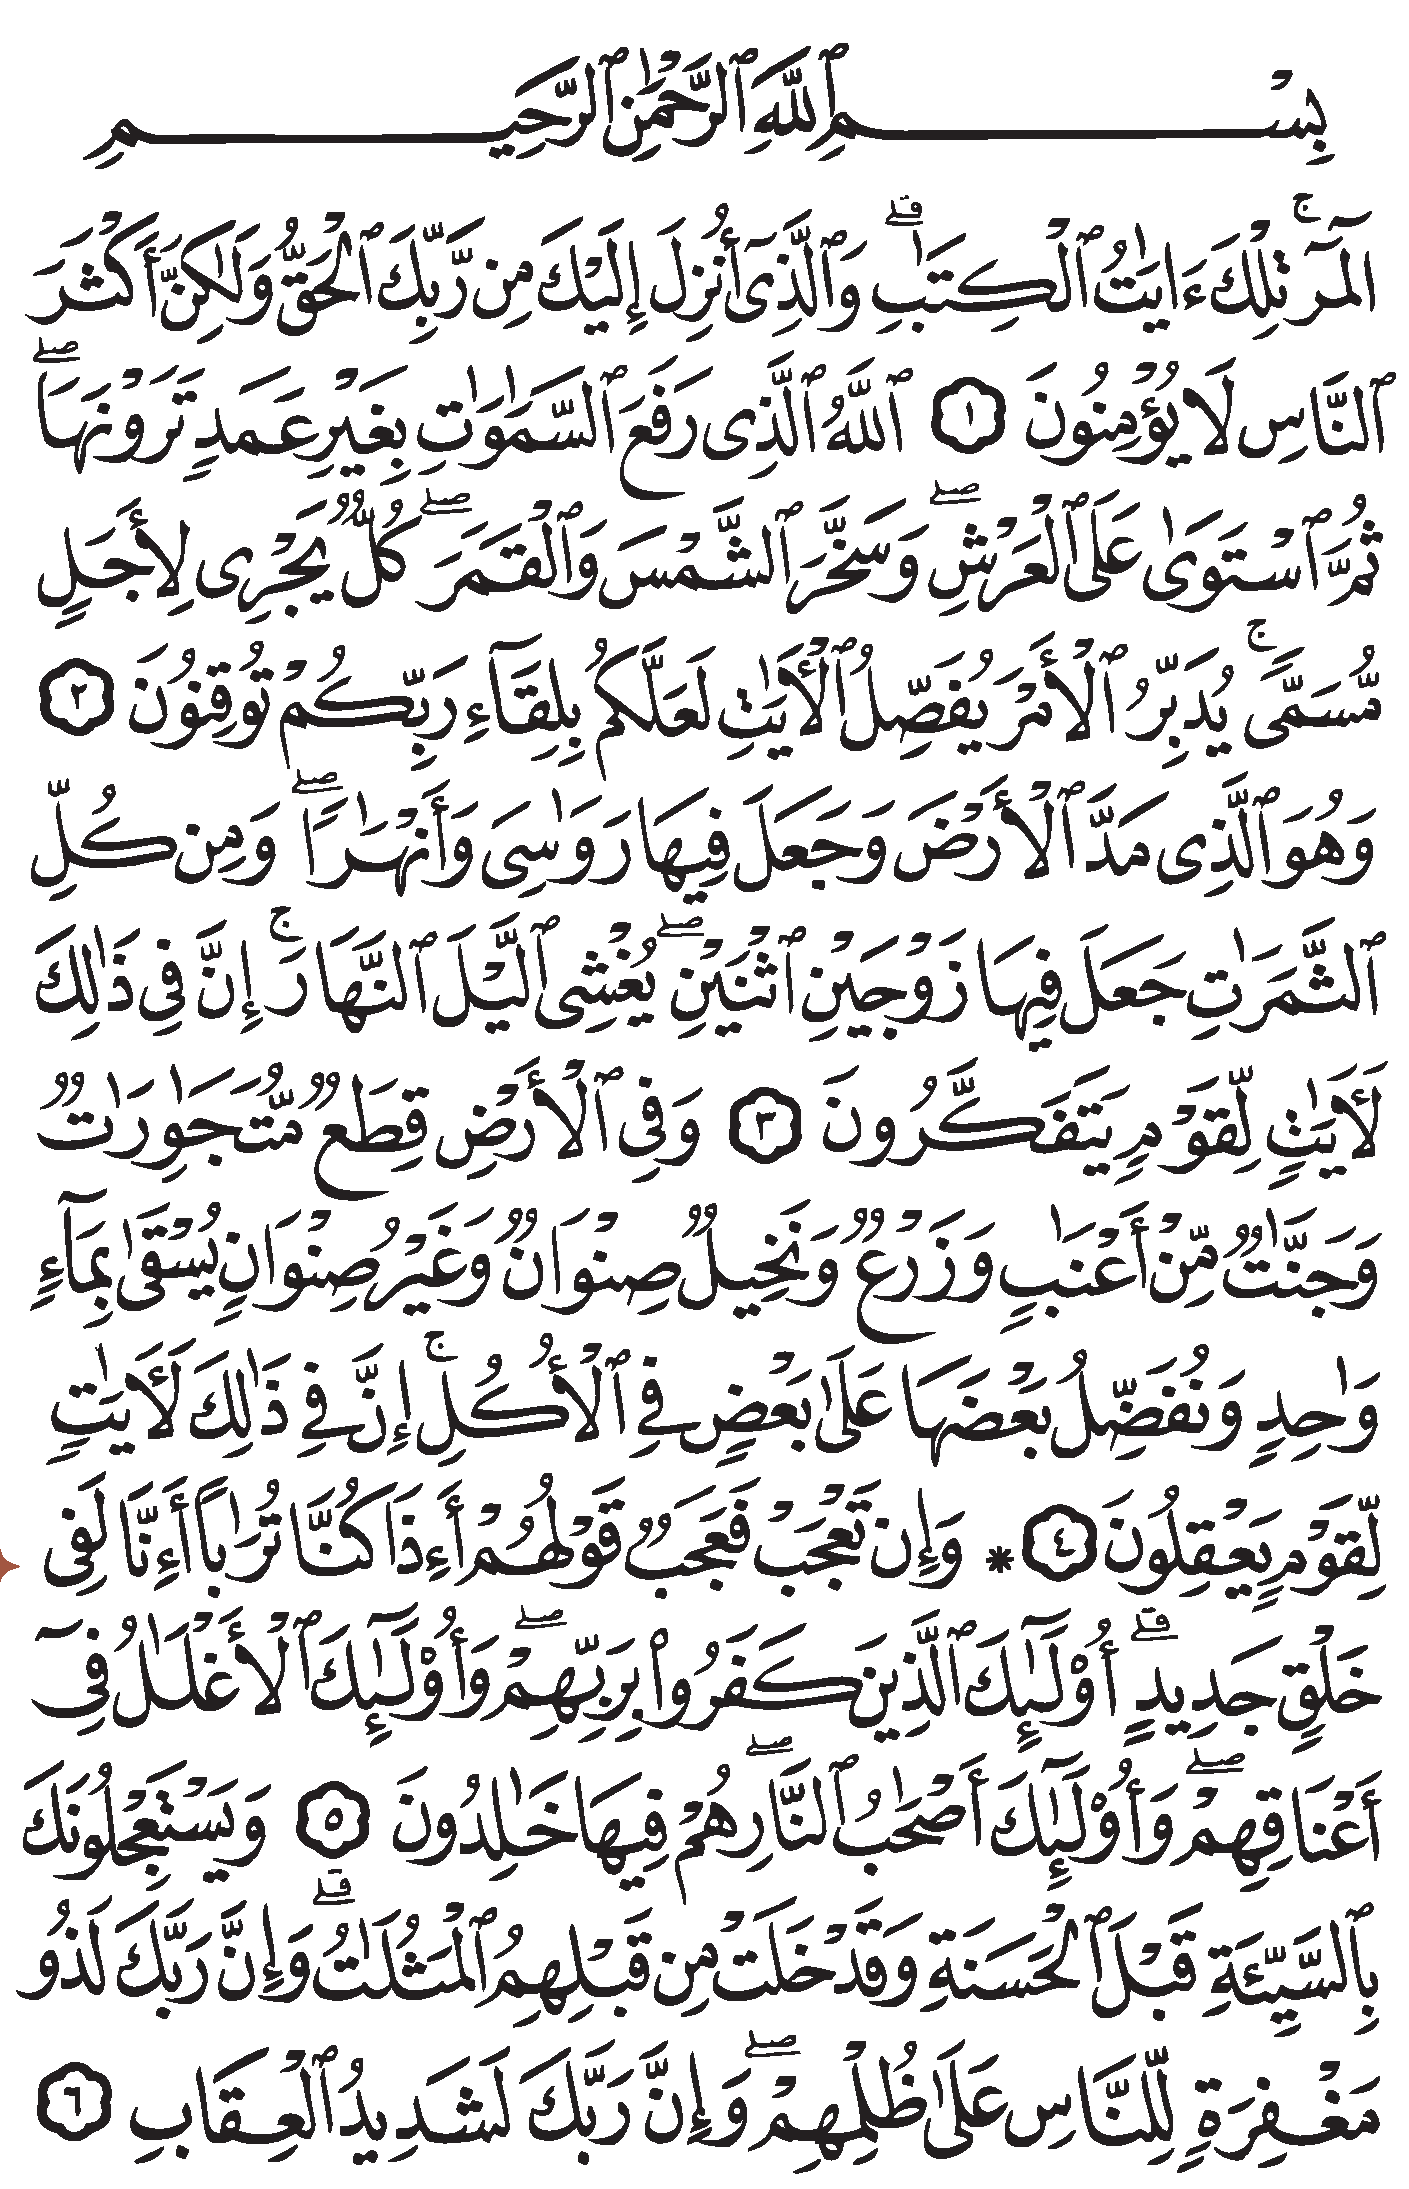 بِسْمِ ٱللَّهِ ٱلرَّحْمَٰنِ ٱلرَّحِيمِ
الٓمٓرۚ تِلْكَ ءَايَٰتُ ٱلْكِتَٰبِۗ وَٱلَّذِىٓ أُنزِلَ إِلَيْكَ مِن رَّبِّكَ ٱلْحَقُّ وَلَٰكِنَّ أَكْثَرَ
ٱلنَّاسِ لَا يُؤْمِنُونَ ١ ٱللَّهُ ٱلَّذِى رَفَعَ ٱلسَّمَٰوَٰتِ بِغَيْرِ عَمَدٍ تَرَوْنَهَاۖ
ثُمَّ ٱسْتَوَىٰ عَلَى ٱلْعَرْشِۖ وَسَخَّرَ ٱلشَّمْسَ وَٱلْقَمَرَۖ كُلٌّ يَجْرِى لِأَجَلٍ
مُّسَمًّىۚ يُدَبِّرُ ٱلْأَمْرَ يُفَصِّلُ ٱلْأَيَٰتِ لَعَلَّكُم بِلِقَآءِ رَبِّكُمْ تُوقِنُونَ ٢
وَهُوَ ٱلَّذِى مَدَّ ٱلْأَرْضَ وَجَعَلَ فِيهَا رَوَٰسِىَ وَأَنْهَٰرًاۖ وَمِن كُلِّ
ٱلثَّمَرَٰتِ جَعَلَ فِيهَا زَوْجَيْنِ ٱثْنَيْنِۖ يُغْشِى ٱلَّيْلَ ٱلنَّهَارَۚ إِنَّ فِى ذَٰلِكَ
لَأَيَٰتٍ لِّقَوْمٍ يَتَفَكَّرُونَ ٣ وَفِى ٱلْأَرْضِ قِطَعٌ مُّتَجَٰوِرَٰتٌ
وَجَنَّٰتٌ مِّنْ أَعْنَٰبٍ وَزَرْعٌ وَنَخِيلٌ صِنْوَانٌ وَغَيْرُ صِنْوَانٍ يُسْقَىٰ بِمَآءٍ
وَٰحِدٍ وَنُفَضِّلُ بَعْضَهَا عَلَىٰ بَعْضٍ فِى ٱلْأُكُلِۚ إِنَّ فِى ذَٰلِكَ لَأَيَٰتٍ
لِّقَوْمٍ يَعْقِلُونَ ٤ * وَإِن تَعْجَبْ فَعَجَبٌ قَوْلُهُمْ أَءِذَا كُنَّا تُرَٰبًا أَءِنَّا لَفِى
خَلْقٍ جَدِيدٍۗ أُو۟لَٰٓئِكَ ٱلَّذِينَ كَفَرُوا۟ بِرَبِّهِمْۖ وَأُو۟لَٰٓئِكَ ٱلْأَغْلَٰلُ فِىٓ
أَعْنَاقِهِمْۖ وَأُو۟لَٰٓئِكَ أَصْحَٰبُ ٱلنَّارِۖ هُمْ فِيهَا خَٰلِدُونَ ٥ وَيَسْتَعْجِلُونَكَ
بِٱلسَّيِّئَةِ قَبْلَ ٱلْحَسَنَةِ وَقَدْ خَلَتْ مِن قَبْلِهِمُ ٱلْمَثُلَٰتُۗ وَإِنَّ رَبَّكَ لَذُو
مَغْفِرَةٍ لِّلنَّاسِ عَلَىٰ ظُلْمِهِمْۖ وَإِنَّ رَبَّكَ لَشَدِيدُ ٱلْعِقَابِ ٦